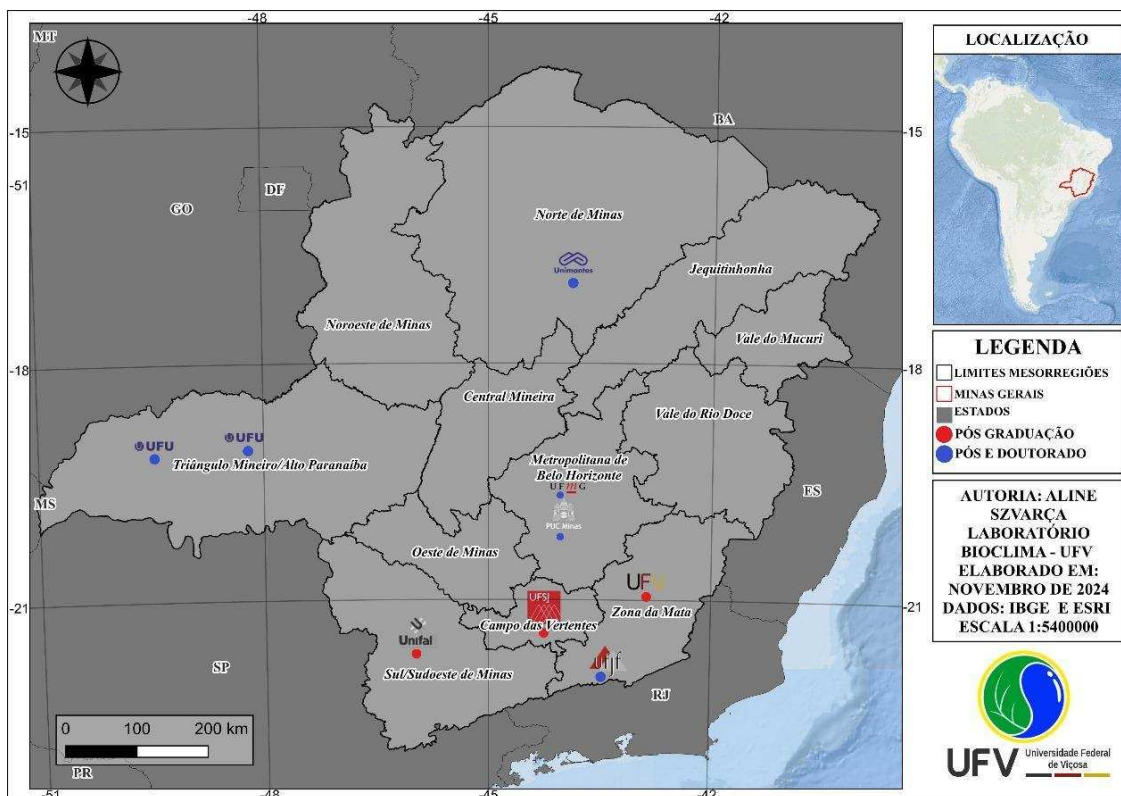 -48
-45
-42
MT
-15
BA
-15
-51
DF
GO
Norte de Minas
Unimontes
Jequitinhonha
Noroeste de Minas
Vale do Mucuri
-18
-18
Central Mineira
Vale do Rio Doce
UFU
UFU
Triângulo Mineiro/Alto Paranaíba
Metropolitana de
Belo Horizonte
UFmG
PUC Minas
MS
ES
Oeste de Minas
UFV
UFSJ
-21
-21
Zona da Mata
Campo das Vertentes
Unifal
ufjf
SP
Sul/Sudoeste de Minas
RJ
0 100 200 km
PR
-51
-48
-45
-42
LOCALIZAÇÃO
LEGENDA
LIMITES MESORREGIÕES
MINAS GERAIS
ESTADOS
PÓS GRADUAÇÃO
PÓS E DOUTORADO
AUTORIA: ALINE
SZVARÇA
LABORATÓRIO
BIOCLIMA - UFV
ELABORADO EM:
NOVEMBRO DE 2024
DADOS: IBGE E ESRI
ESCALA 1:5400000
UFV
Universidade Federal
de Viçosa